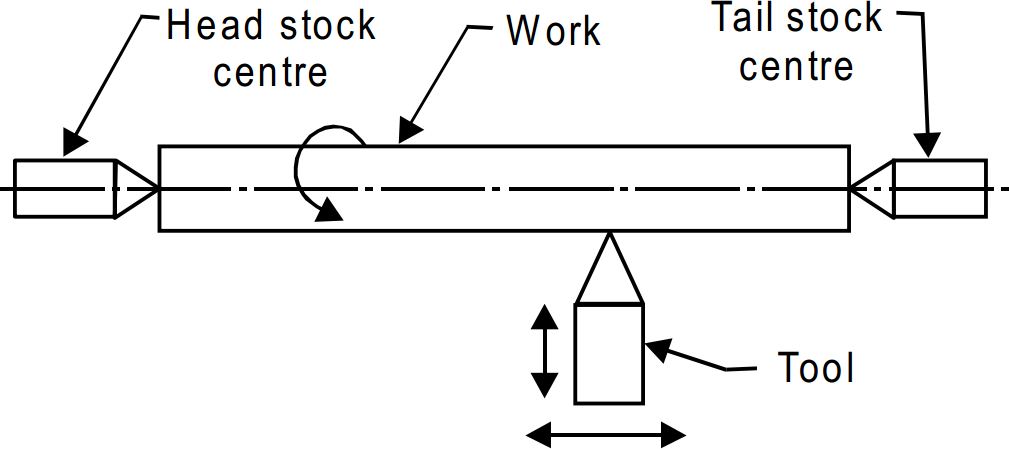 Head stock
centre
Work
Tail stock
centre
Tool